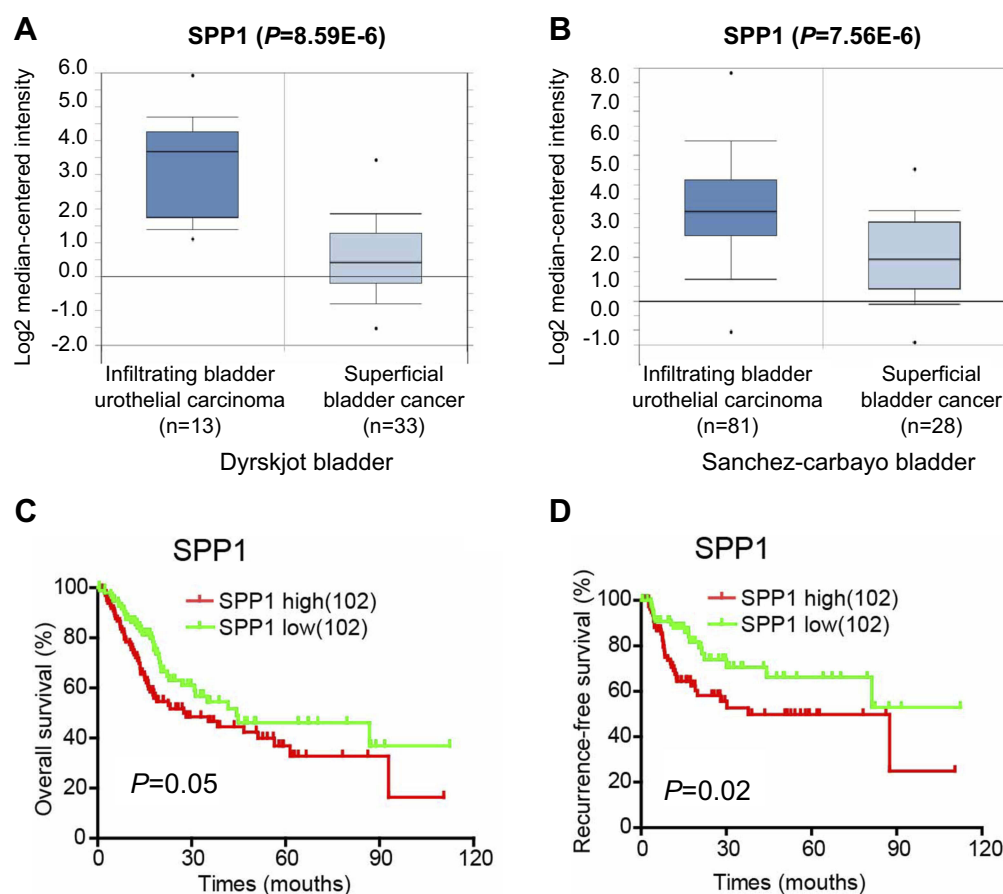 A
SPP1 (P=8.59E-6)
Log2 median-centered intensity
6.0
5.0
4.0
3.0
2.0
1.0
0.0
-1.0
-2.0
Infiltrating bladder
urothelial carcinoma
(n=13)
Superficial
bladder cancer
(n=33)
Dyrskjot bladder
B
SPP1 (P=7.56E-6)
Log2 median-centered intensity
8.0
7.0
6.0
5.0
4.0
3.0
2.0
1.0
0.0
-1.0
Infiltrating bladder
urothelial carcinoma
(n=81)
Superficial
bladder cancer
(n=28)
Sanchez-carbayo bladder
C
SPP1
SPP1 high(102)
SPP1 low(102)
Overall survival (%)
100
80
60
40
20
0
P=0.05
0 30 60 90 120
Times (mouths)
D
SPP1
SPP1 high(102)
SPP1 low(102)
Recurrence-free survival (%)
100
80
60
40
20
0
P=0.02
0 30 60 90 120
Times (mouths)